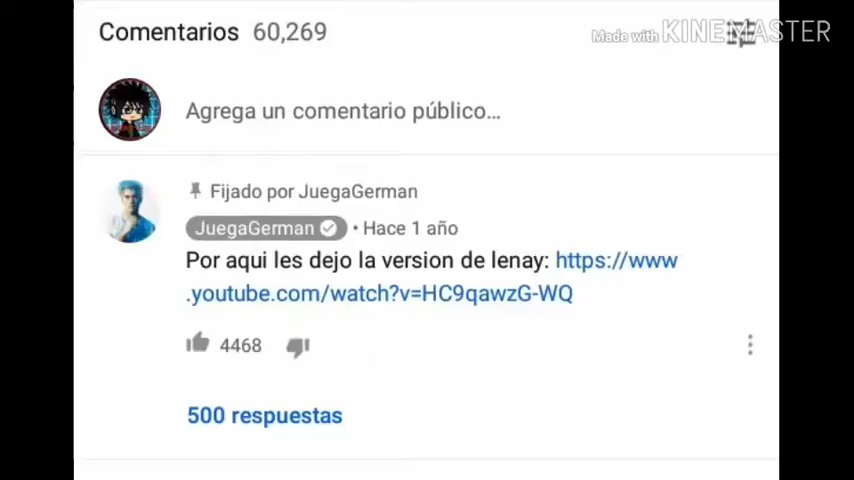 Comentarios 60,269
Made with KINEMASTER
Agrega un comentario público...
Fijado por JuegaGerman
JuegaGerman • Hace 1 año
Por aqui les dejo la version de lenay: https://www
.youtube.com/watch?v=HC9qawzG-WQ
4468
500 respuestas